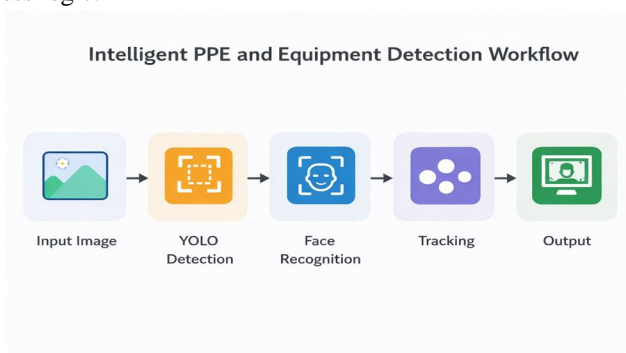 Intelligent PPE and Equipment Detection Workflow
Input Image
YOLO
Detection
Face
Recognition
Tracking
Output